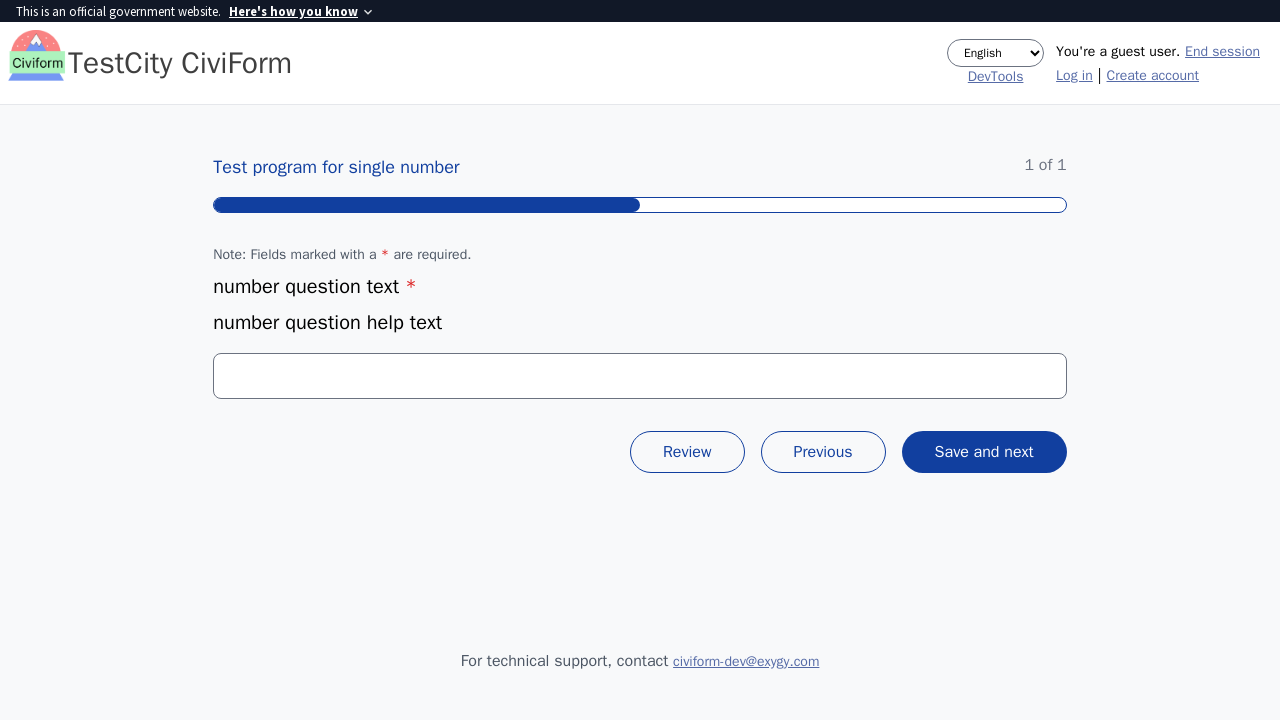 This is an official government website. Here's how you know
Civiform
TestCity CiviForm
English
DevTools
You're a guest user. End session
Log in | Create account
Test program for single number
1 of 1
Note: Fields marked with a * are required.
number question text *
number question help text
Review
Previous
Save and next
For technical support, contact civiform-dev@exygy.com